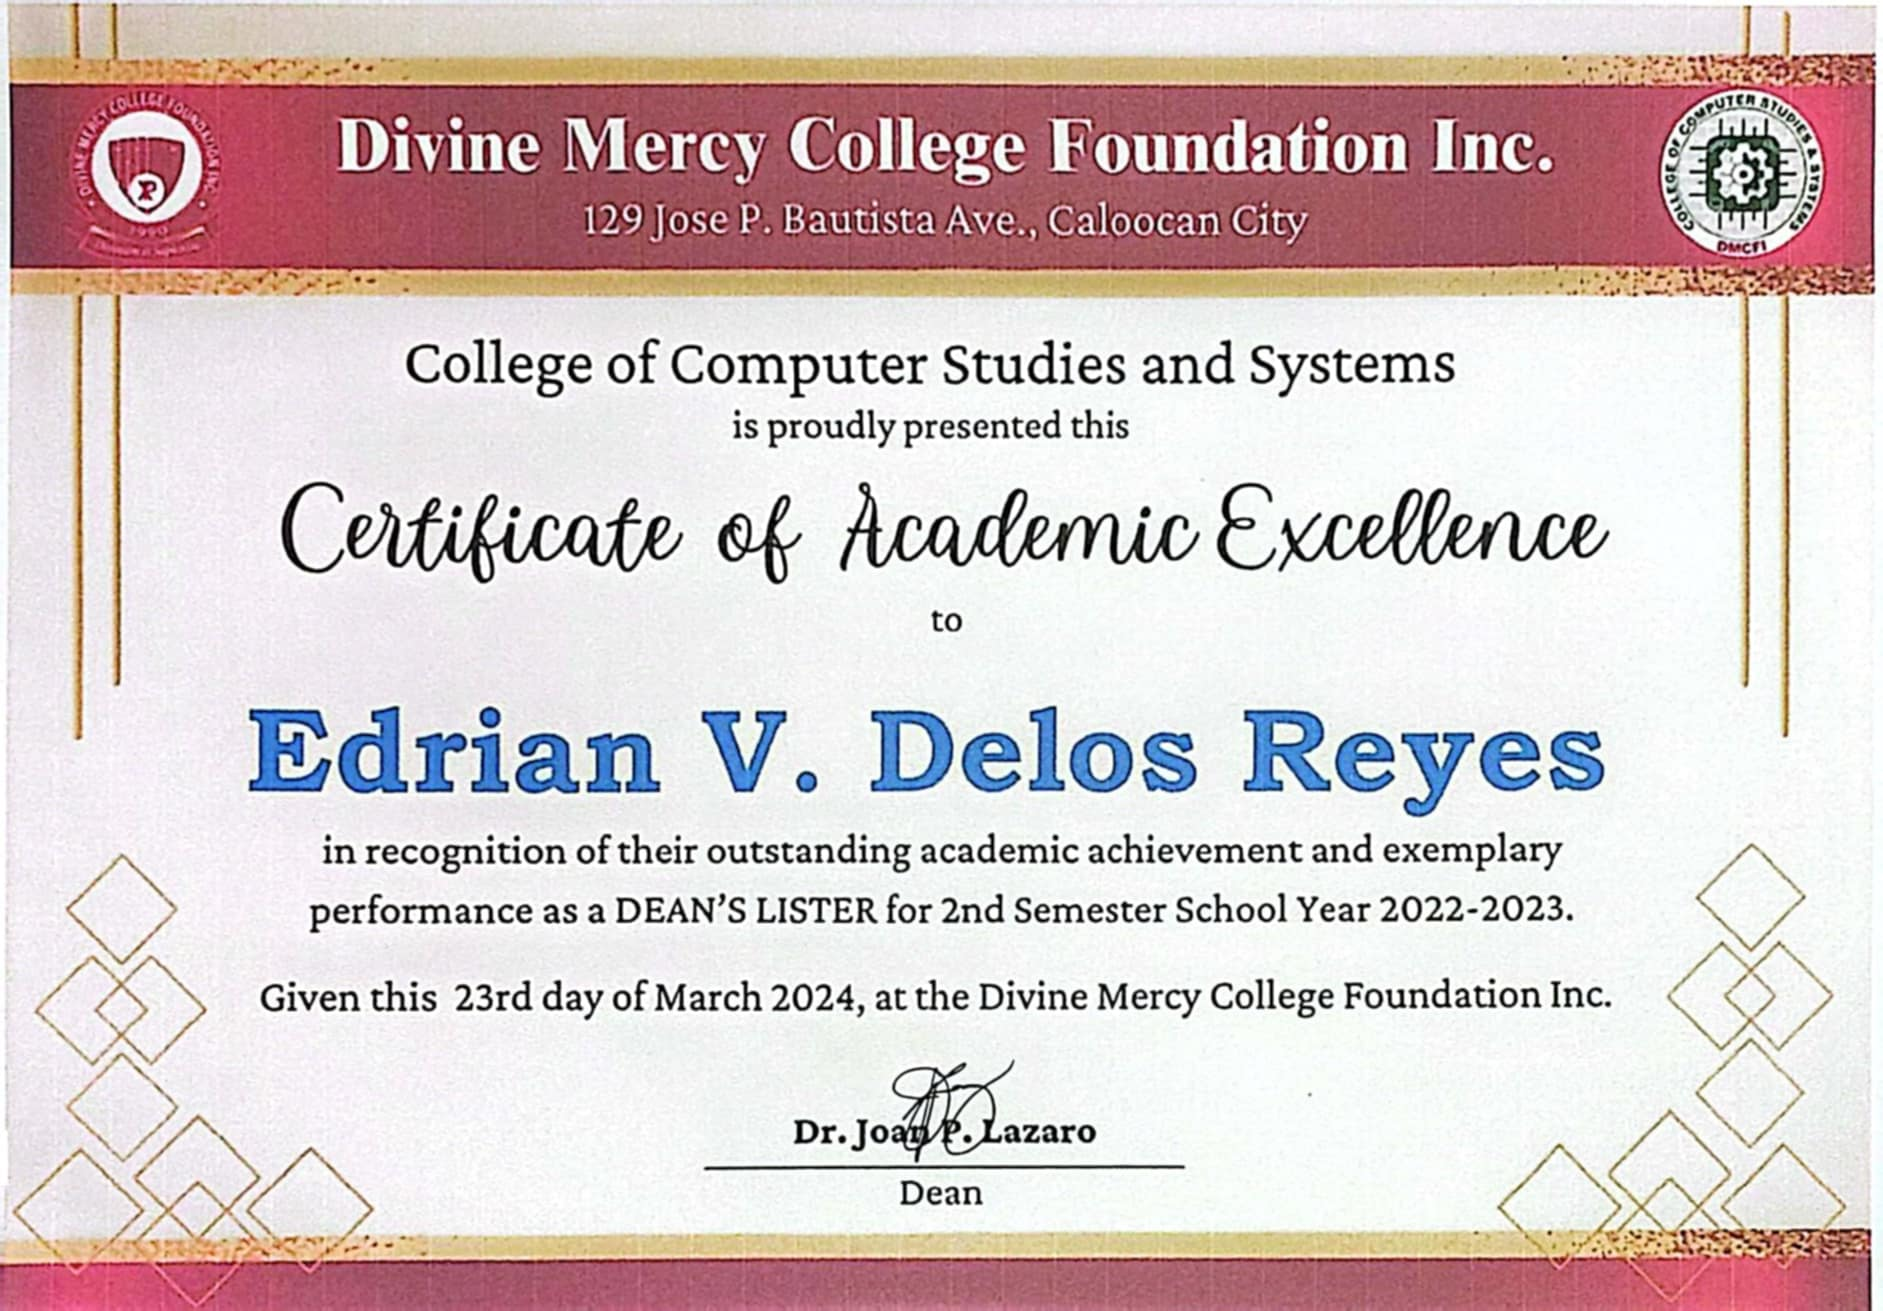 Divine Mercy College Foundation Inc.
129 Jose P. Bautista Ave., Caloocan City
DIVINE MERCY COLLEGE FOUNDATION INC.
1990
COLLEGE OF COMPUTER STUDIES & SYSTEMS
DMCFI
College of Computer Studies and Systems
is proudly presented this
Certificate of Academic Excellence
to
Edrian V. Delos Reyes
in recognition of their outstanding academic achievement and exemplary
performance as a DEAN'S LISTER for 2nd Semester School Year 2022-2023.
Given this 23rd day of March 2024, at the Divine Mercy College Foundation Inc.
Dr. Joan P. Lazaro
Dean